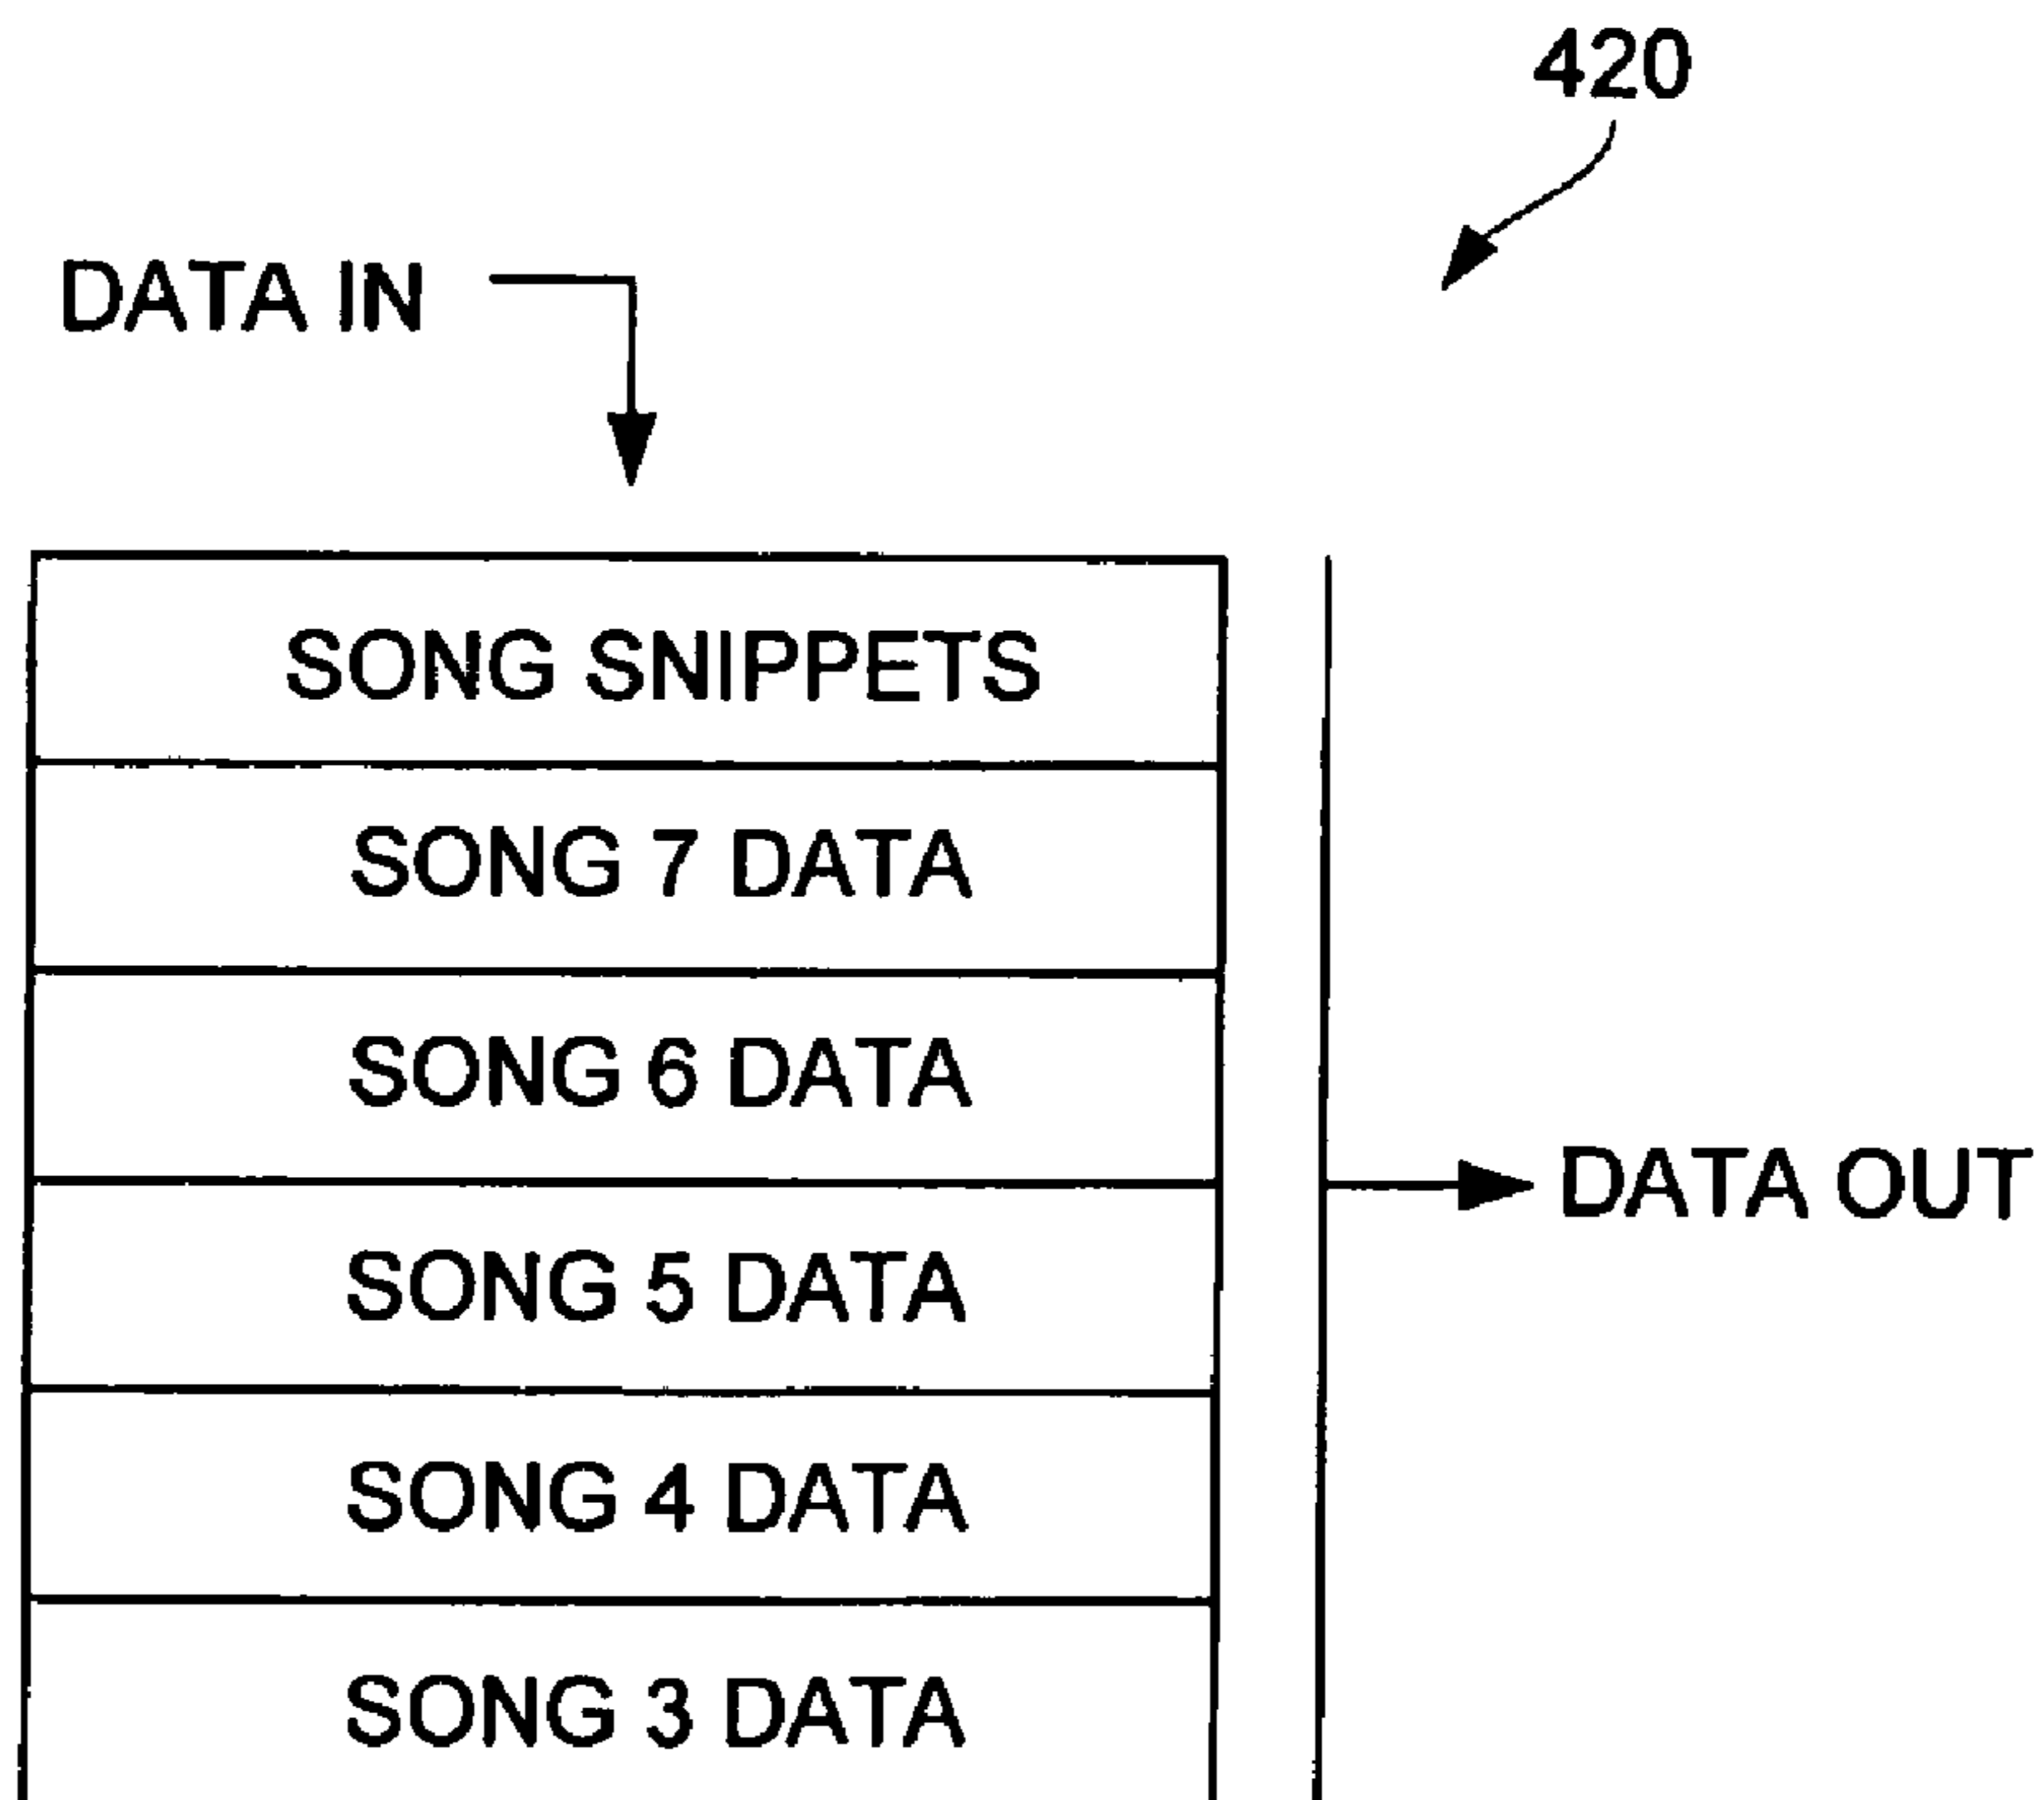 420
DATA IN
SONG SNIPPETS
SONG 7 DATA
SONG 6 DATA
SONG 5 DATA
DATA OUT
SONG 4 DATA
SONG 3 DATA